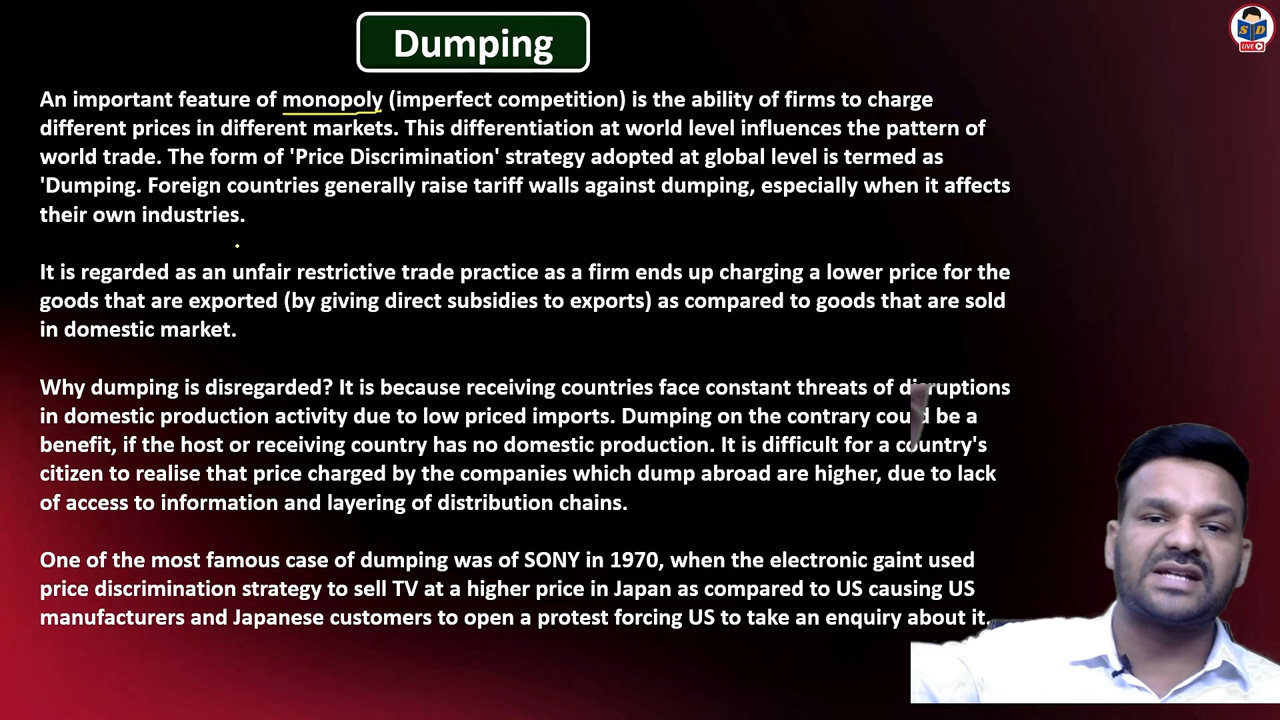 Dumping
S D
LIVE
An important feature of monopoly (imperfect competition) is the ability of firms to charge
different prices in different markets. This differentiation at world level influences the pattern of
world trade. The form of 'Price Discrimination' strategy adopted at global level is termed as
'Dumping. Foreign countries generally raise tariff walls against dumping, especially when it affects
their own industries.
It is regarded as an unfair restrictive trade practice as a firm ends up charging a lower price for the
goods that are exported (by giving direct subsidies to exports) as compared to goods that are sold
in domestic market.
Why dumping is disregarded? It is because receiving countries face constant threats of disruptions
in domestic production activity due to low priced imports. Dumping on the contrary could be a
benefit, if the host or receiving country has no domestic production. It is difficult for a country's
citizen to realise that price charged by the companies which dump abroad are higher, due to lack
of access to information and layering of distribution chains.
One of the most famous case of dumping was of SONY in 1970, when the electronic gaint used
price discrimination strategy to sell TV at a higher price in Japan as compared to US causing US
manufacturers and Japanese customers to open a protest forcing US to take an enquiry about it.